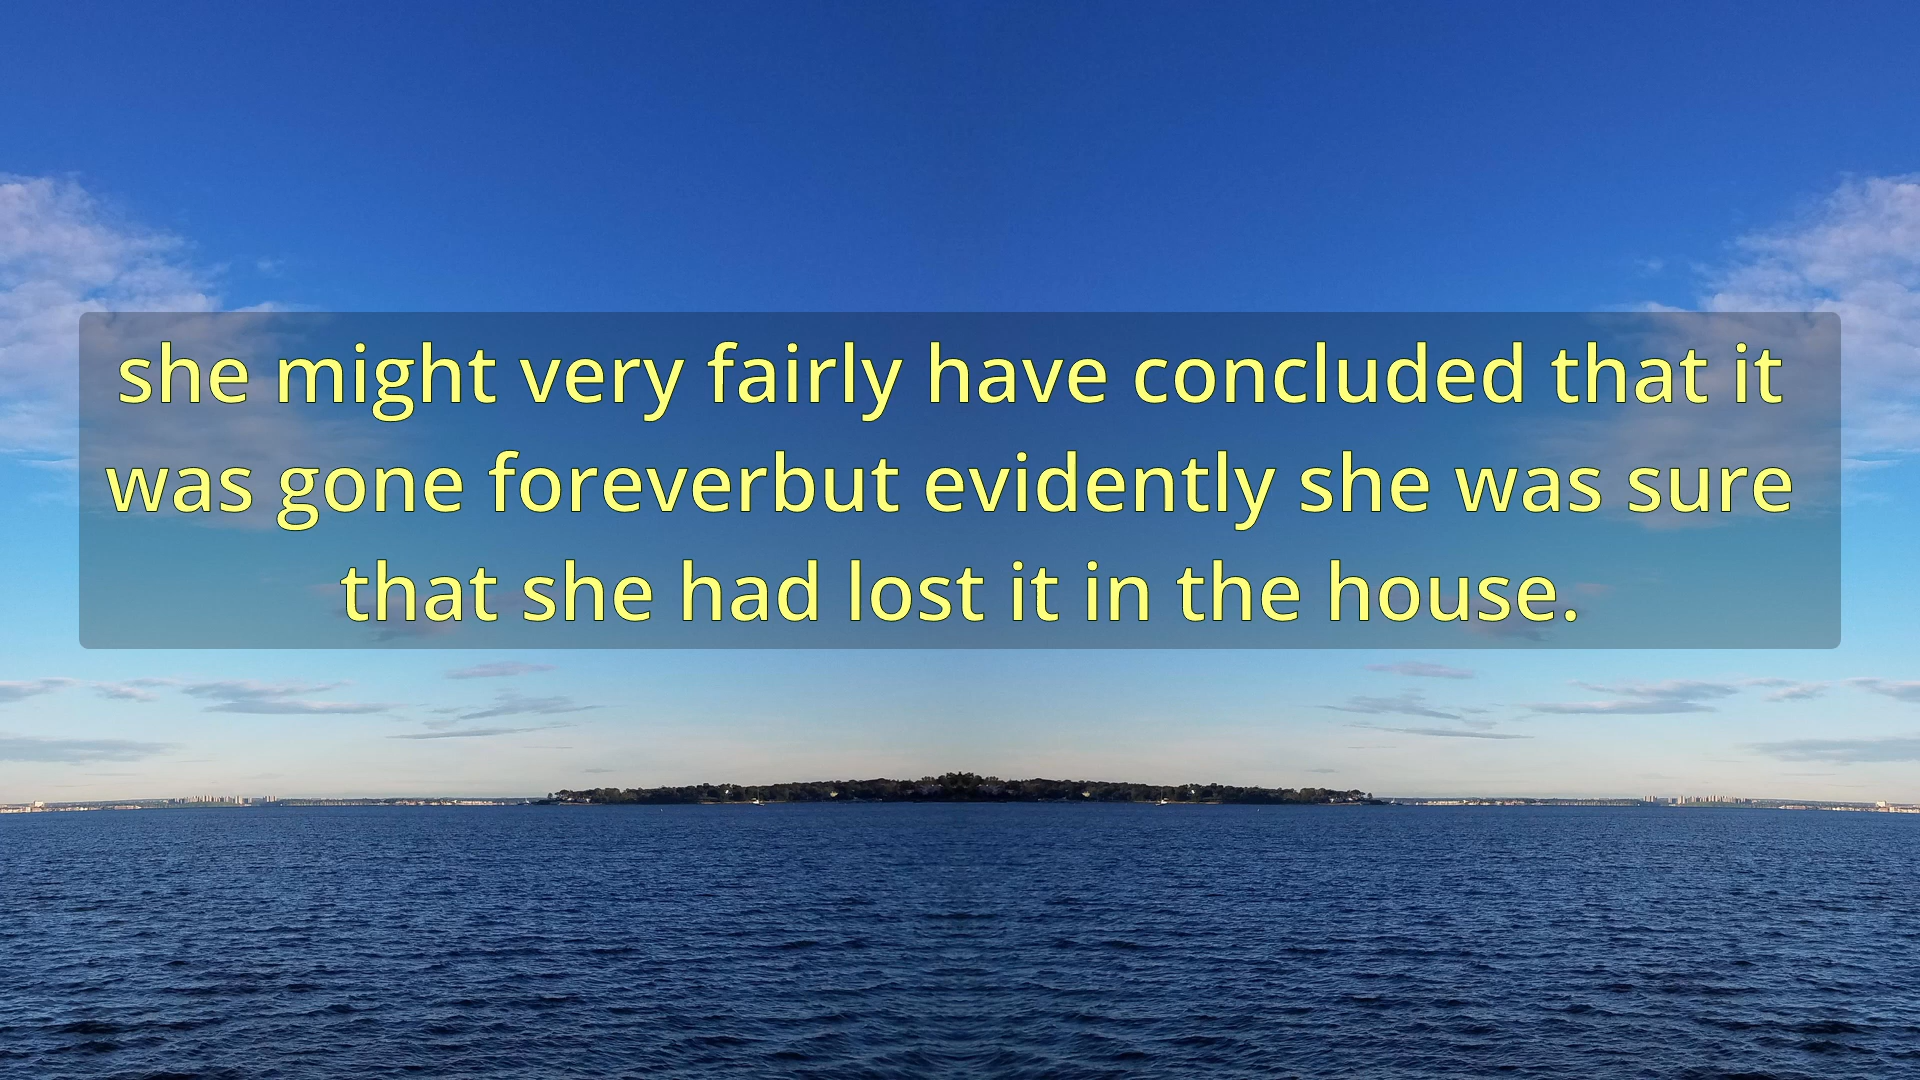 she might very fairly have concluded that it
was gone foreverbut evidently she was sure
that she had lost it in the house.